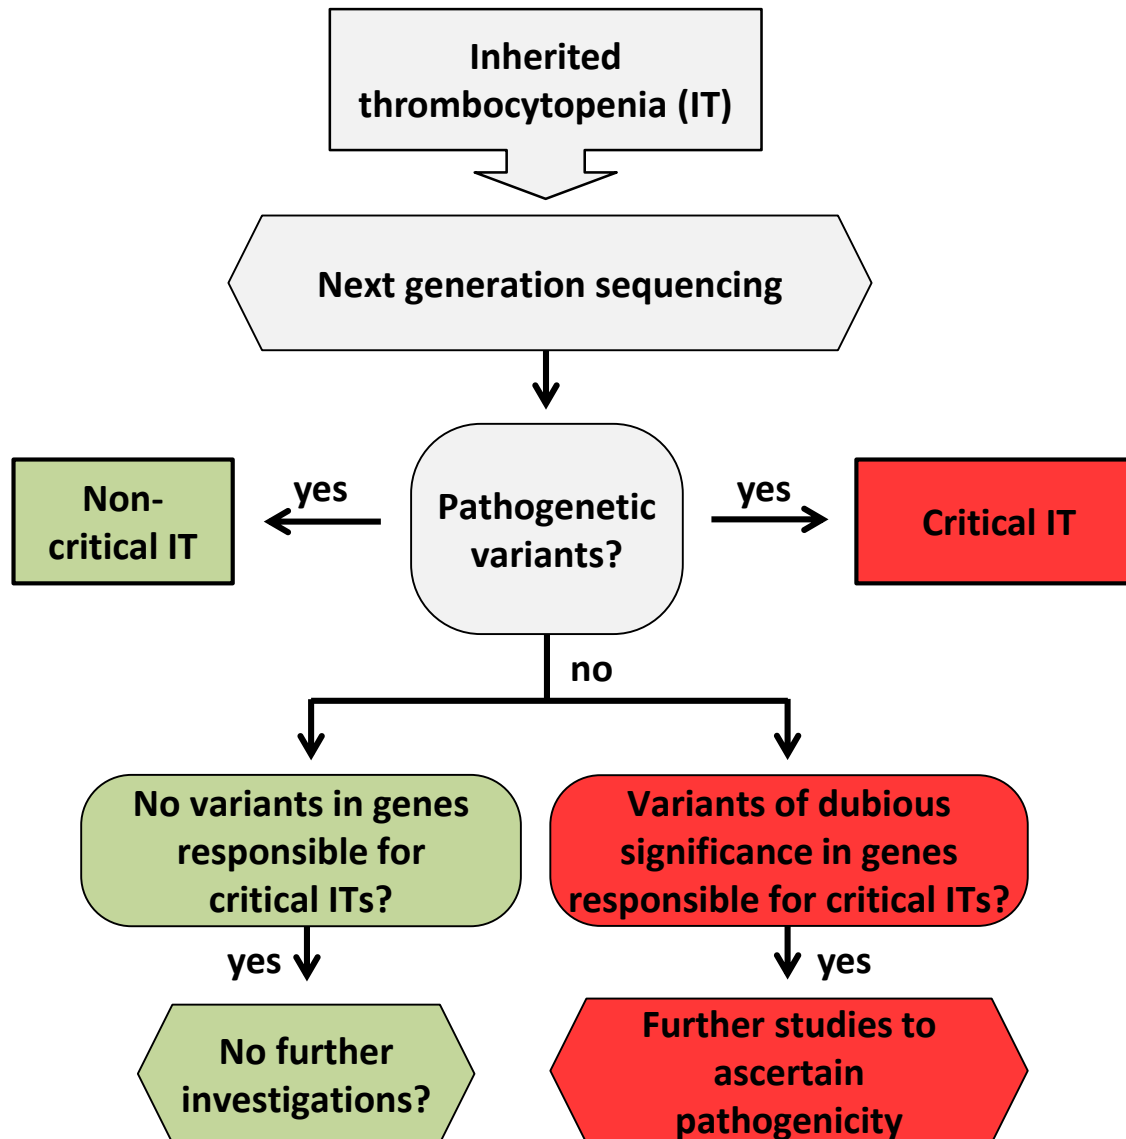 Inherited
thrombocytopenia (IT)
Next generation sequencing
Non-
critical IT
yes
Pathogenetic
variants?
yes
Critical IT
no
No variants in genes
responsible for
critical ITs?
Variants of dubious
significance in genes
responsible for critical ITs?
yes
yes
No further
investigations?
Further studies to
ascertain
pathogenicity